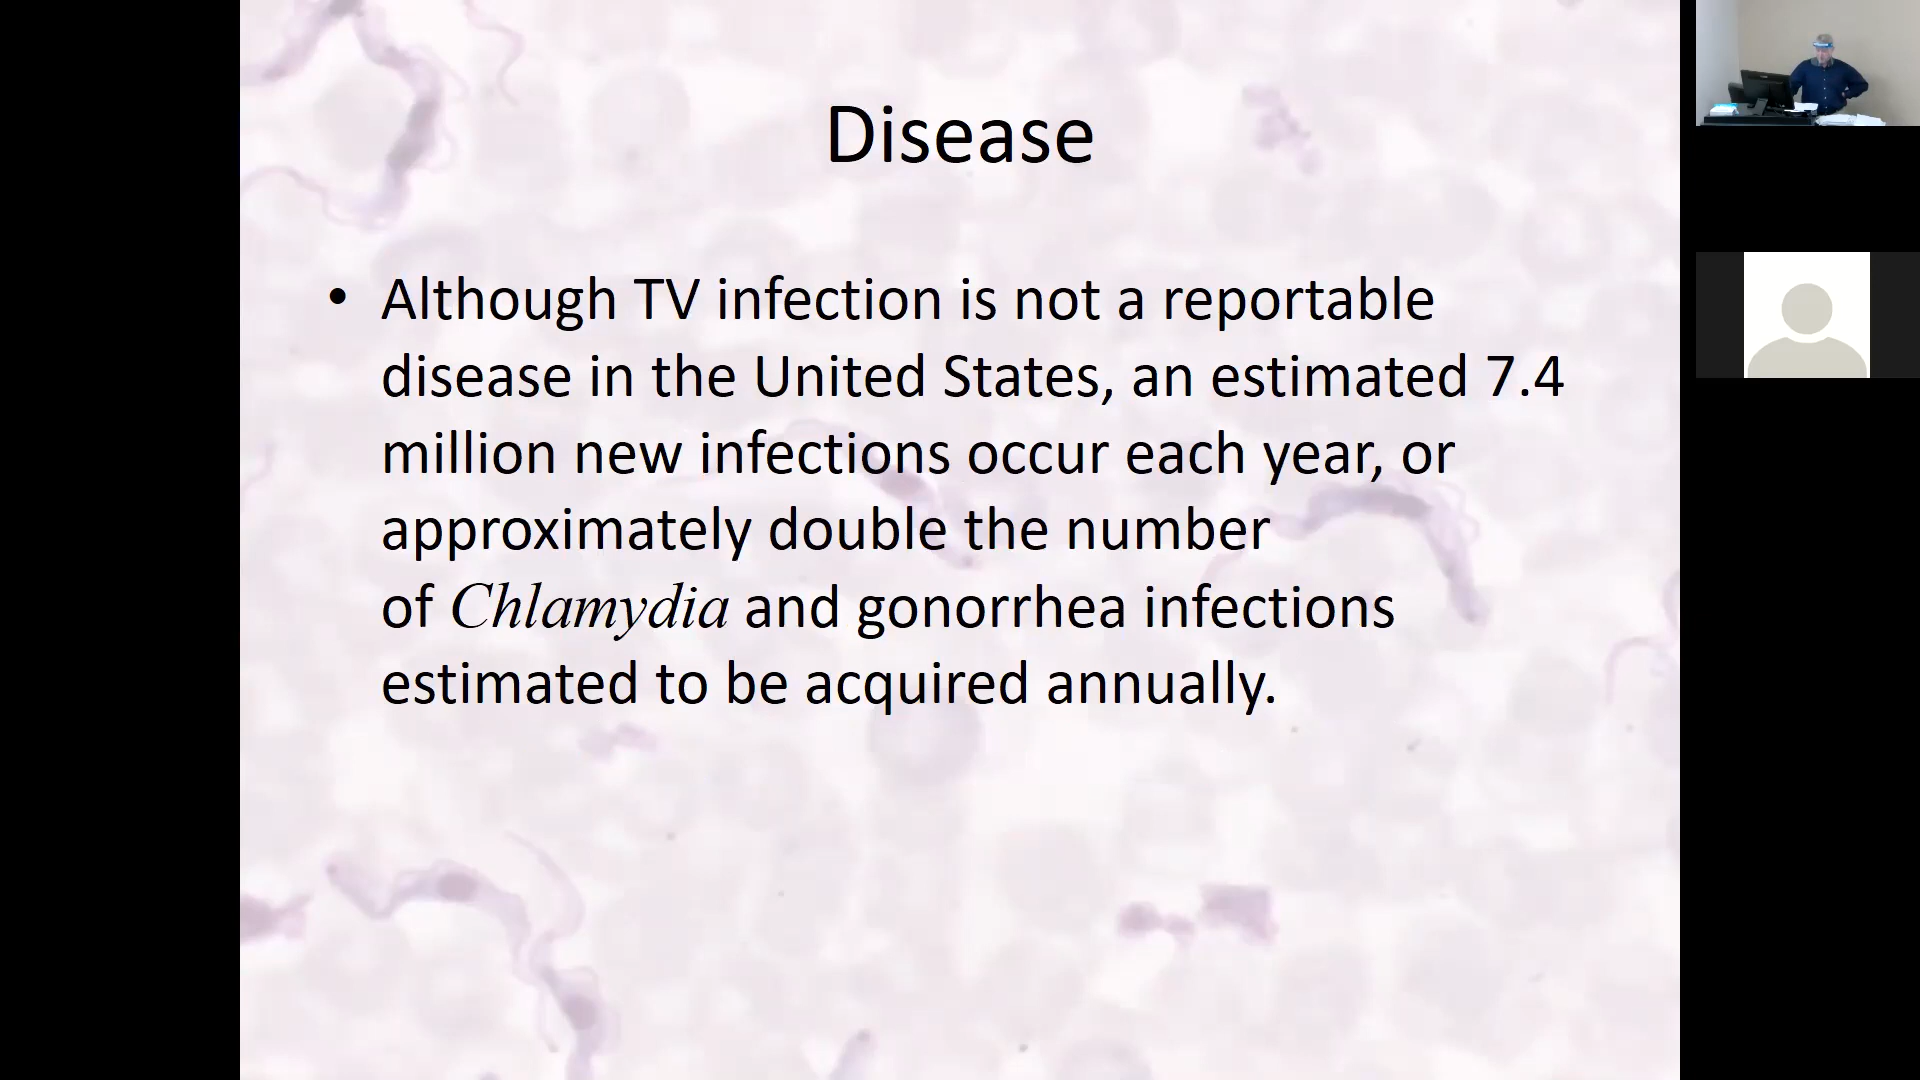 Disease
• Although TV infection is not a reportable
disease in the United States, an estimated 7.4
million new infections occur each year, or
approximately double the number
of Chlamydia and gonorrhea infections
estimated to be acquired annually.